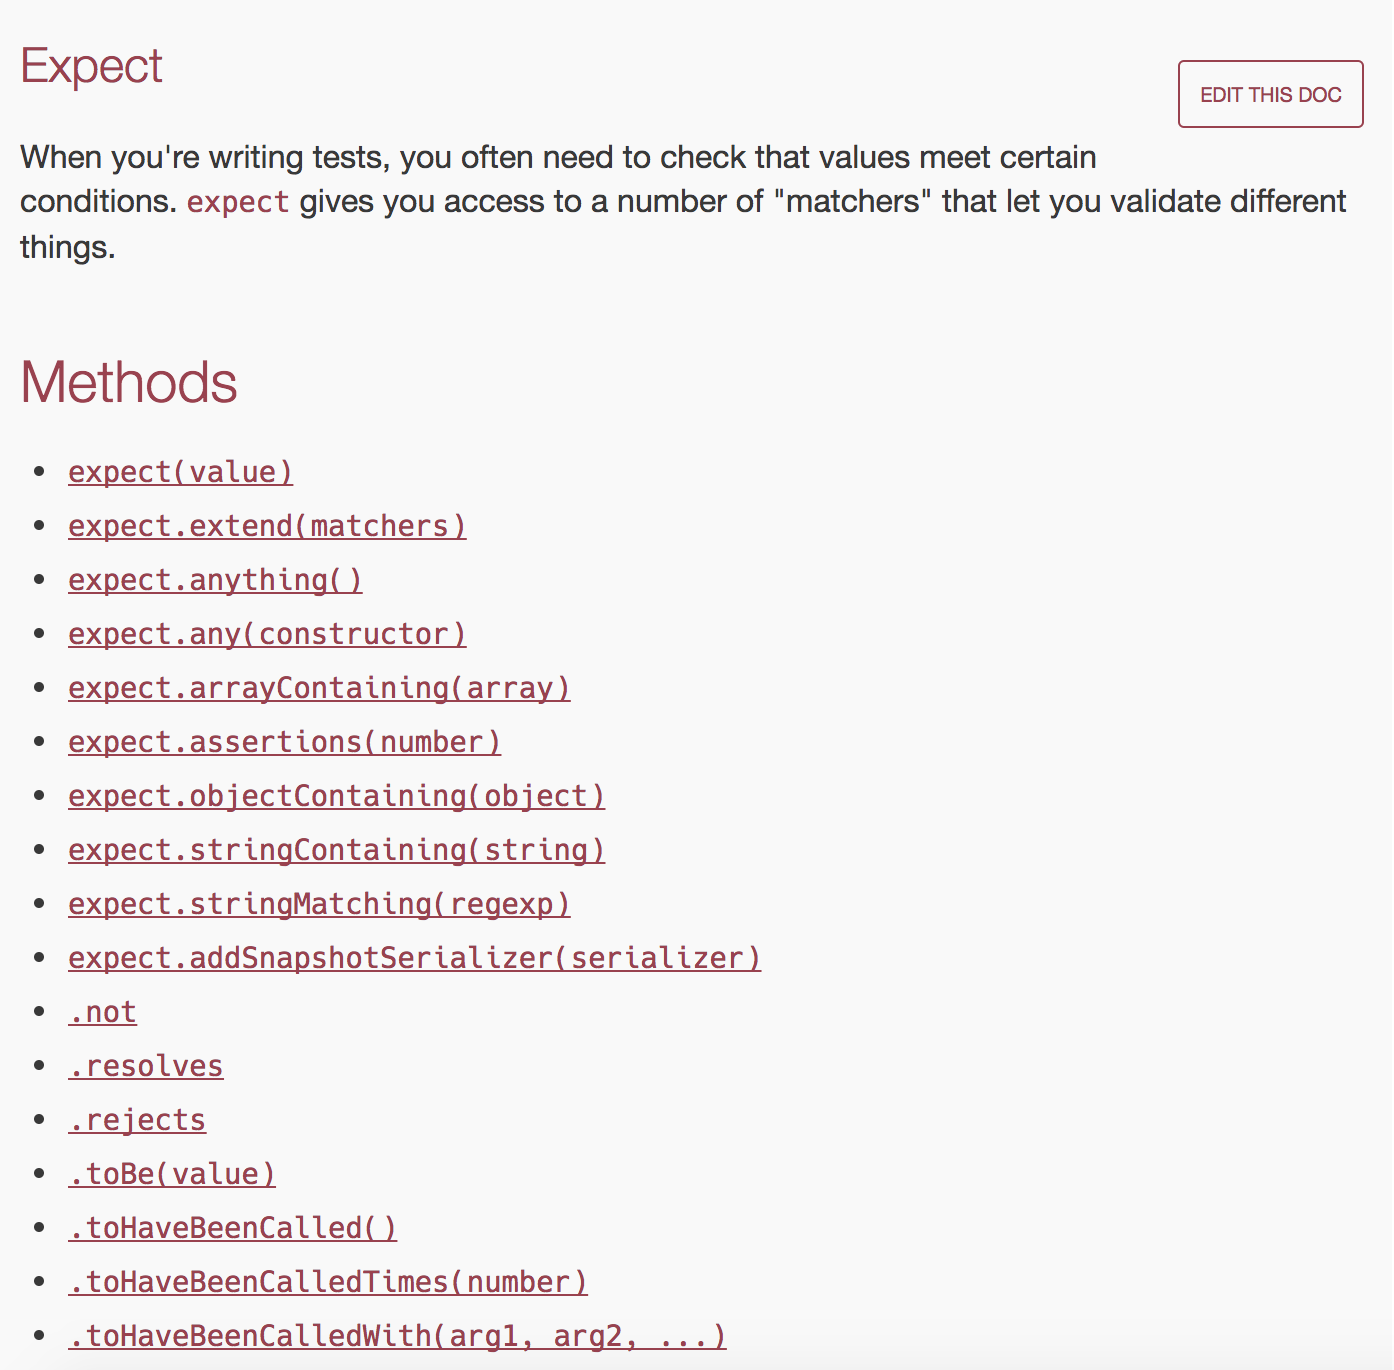 Expect
EDIT THIS DOC
When you're writing tests, you often need to check that values meet certain
conditions. expect gives you access to a number of "matchers" that let you validate different
things.
Methods
expect(value)
expect.extend(matchers)
expect.anything()
expect.any(constructor)
expect.arrayContaining(array)
expect.assertions(number)
expect.objectContaining(object)
expect.stringContaining(string)
expect.stringMatching(regexp)
expect.addSnapshotSerializer(serializer)
.not
.resolves
.rejects
.toBe(value)
.toHaveBeenCalled()
.toHaveBeenCalledTimes(number)
.toHaveBeenCalledWith(arg1, arg2, ...)